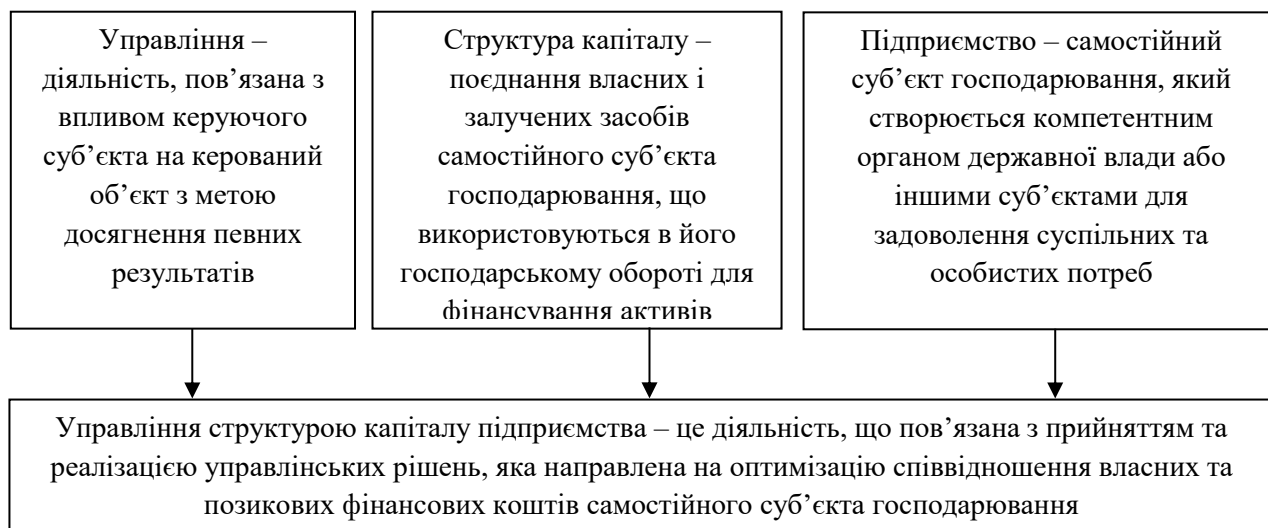 Управління –
діяльність, пов’язана з
впливом керуючого
суб’єкта на керований
об’єкт з метою
досягнення певних
результатів
Структура капіталу –
поєднання власних і
залучених засобів
самостійного суб’єкта
господарювання, що
використовуються в його
господарському обороті для
фінансування активів
Підприємство – самостійний
суб’єкт господарювання, який
створюється компетентним
органом державної влади або
іншими суб’єктами для
задоволення суспільних та
особистих потреб
Управління структурою капіталу підприємства – це діяльність, що пов’язана з прийняттям та
реалізацією управлінських рішень, яка направлена на оптимізацію співвідношення власних та
позикових фінансових коштів самостійного суб’єкта господарювання